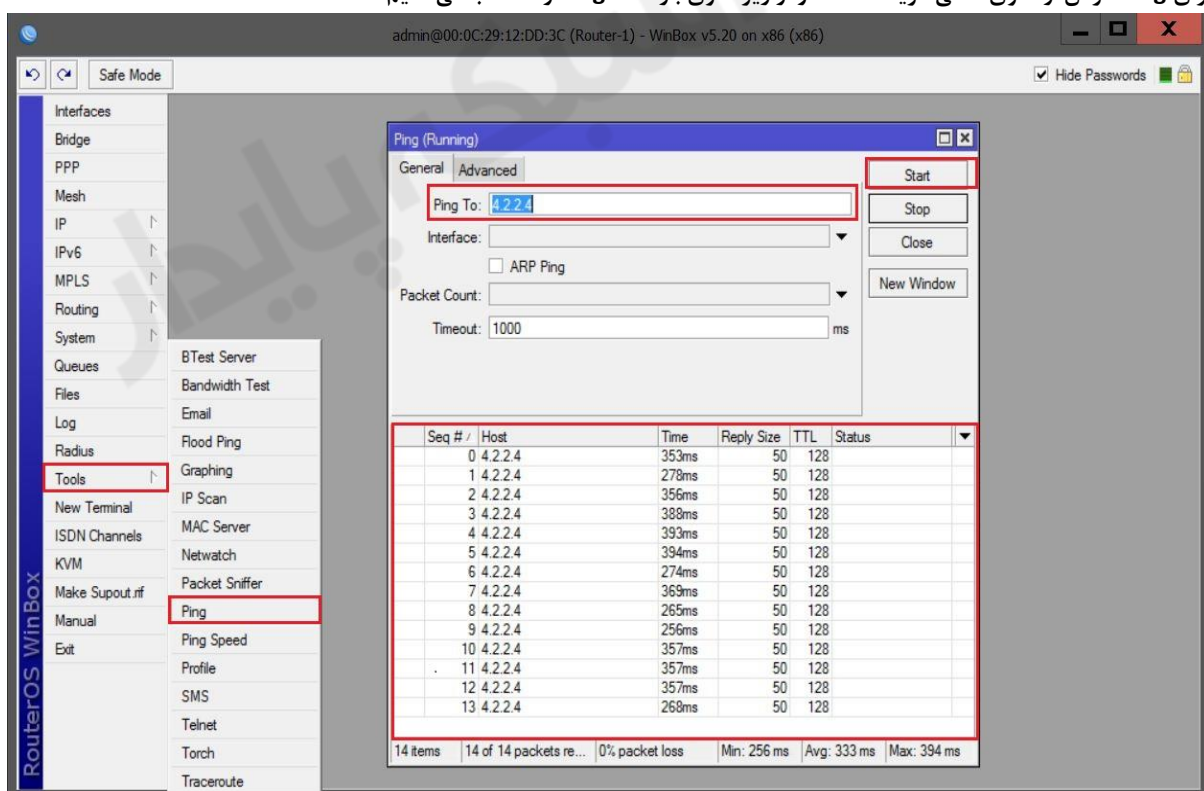 admin@00:0C:29:12:DD:3C (Router-1) - WinBox v5.20 on x86 (x86)
Safe Mode
Hide Passwords
Interfaces
Bridge
PPP
Mesh
IP
IPv6
MPLS
Routing
System
Queues
Files
Log
Radius
Tools
New Terminal
ISDN Channels
KVM
Make Supout.rif
Manual
Exit
RouterOS WinBox
BTest Server
Bandwidth Test
Email
Flood Ping
Graphing
IP Scan
MAC Server
Netwatch
Packet Sniffer
Ping
Ping Speed
Profile
SMS
Telnet
Torch
Traceroute
Ping (Running)
General Advanced
Ping To: 4.2.2.4
Interface:
ARP Ping
Packet Count:
Timeout: 1000 ms
Start
Stop
Close
New Window
Seq # / Host Time Reply Size TTL Status
0 4.2.2.4 353ms 50 128
1 4.2.2.4 278ms 50 128
2 4.2.2.4 356ms 50 128
3 4.2.2.4 388ms 50 128
4 4.2.2.4 393ms 50 128
5 4.2.2.4 394ms 50 128
6 4.2.2.4 274ms 50 128
7 4.2.2.4 369ms 50 128
8 4.2.2.4 265ms 50 128
9 4.2.2.4 256ms 50 128
10 4.2.2.4 357ms 50 128
. 11 4.2.2.4 357ms 50 128
12 4.2.2.4 357ms 50 128
13 4.2.2.4 268ms 50 128
14 items 14 of 14 packets re... 0% packet loss Min: 256 ms Avg: 333 ms Max: 394 ms
پایدار